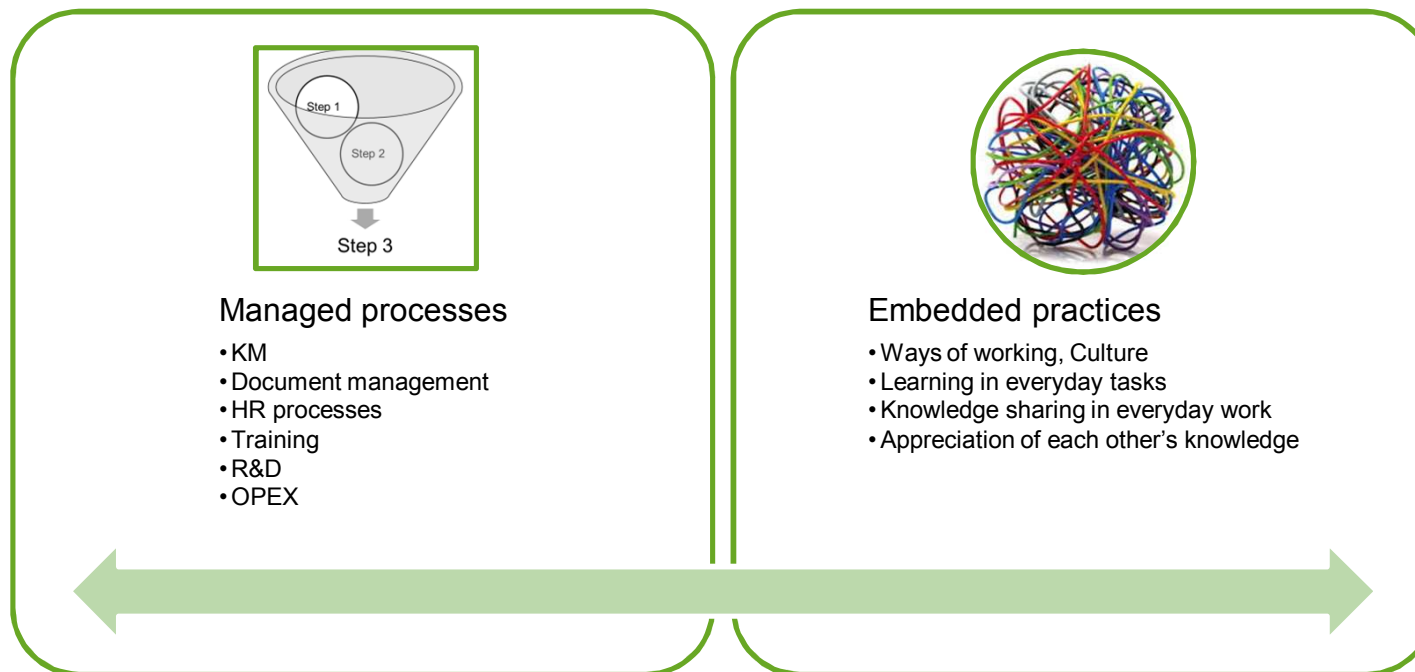 Step 1
Step 2
Step 3
Managed processes
•KM
•Document management
•HR processes
•Training
•R&D
•OPEX
Embedded practices
•Ways of working, Culture
•Learning in everyday tasks
•Knowledge sharing in everyday work
•Appreciation of each other’s knowledge